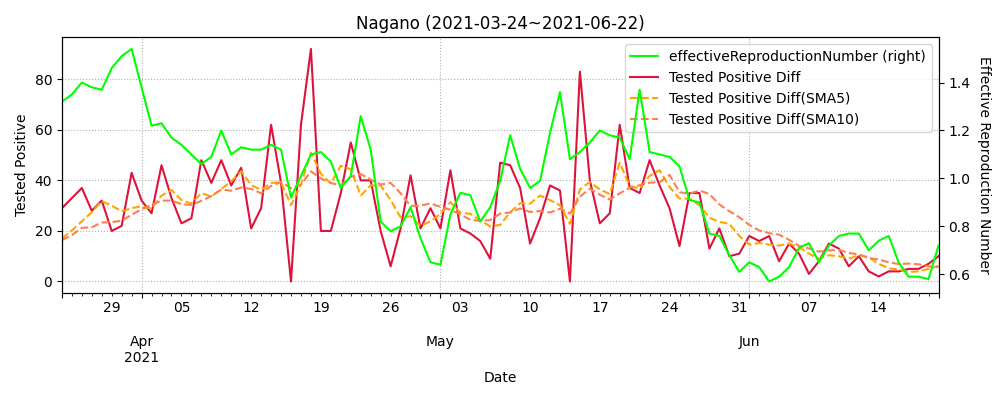 Nagano (2021-03-24~2021-06-22)
effectiveReproductionNumber (right)
Tested Positive Diff
Tested Positive Diff(SMA5)
Tested Positive Diff(SMA10)
Tested Positive
80
60
40
20
0
Effective Reproduction Number
1.4
1.2
1.0
0.8
0.6
29 05 12 19 26 03 10 17 24 31 07 14
Apr May Jun
2021
Date